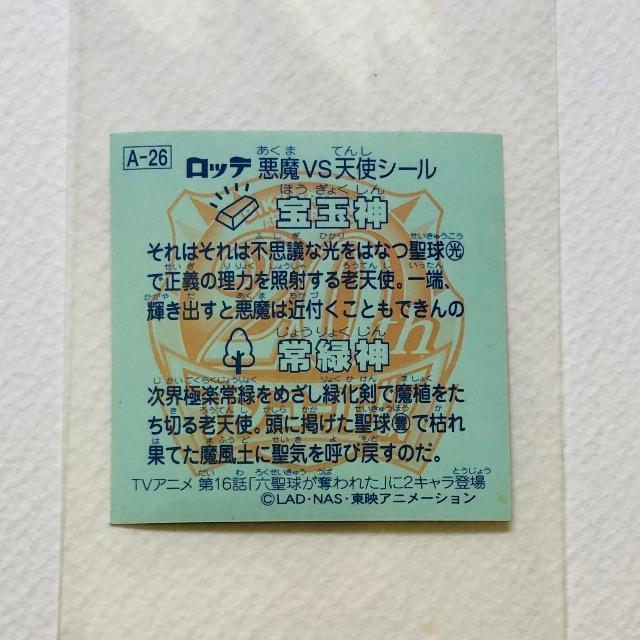 A-26 ロッテ 悪魔VS天使シール
宝玉神
それはそれは不思議な光をはなつ聖球㊋
で正義の理力を照射する老天使。一端、
輝き出すと悪魔は近付くこともできんの
常緑神
次界極楽常緑をめざし緑化剣で魔植をた
ち切る老天使。頭に掲げた聖球豊で枯れ
果てた魔風土に聖気を呼び戻すのだ。
TVアニメ 第16話「六聖球が奪われた」に2キャラ登場
©LAD・NAS・東映アニメーション